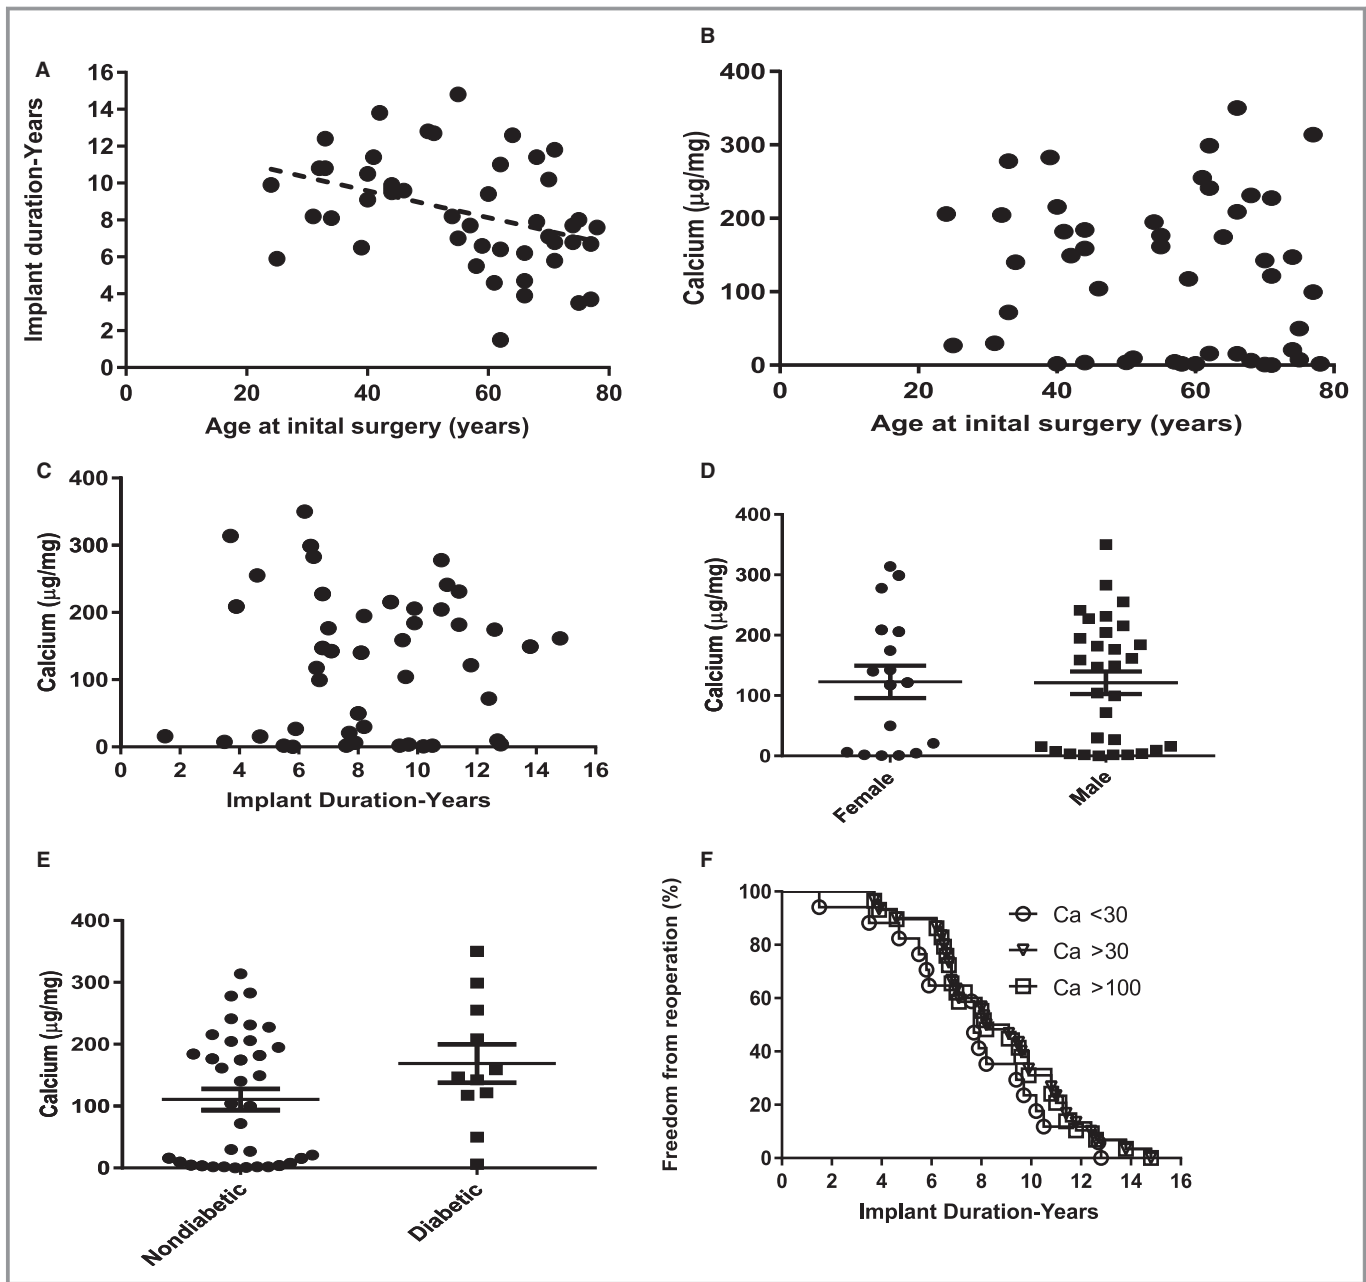 A
Implant duration-Years
16
14
12
10
8
6
4
2
0
0 20 40 60 80
Age at inital surgery (years)
B
Calcium (µg/mg)
400
300
200
100
0
0 20 40 60 80
Age at inital surgery (years)
C
Calcium (µg/mg)
400
300
200
100
0
0 2 4 6 8 10 12 14 16
Implant Duration-Years
D
Calcium (µg/mg)
400
300
200
100
0
Female
Male
E
Calcium (µg/mg)
400
300
200
100
0
Nondiabetic
Diabetic
F
Freedom from reoperation (%)
100
80
60
40
20
0
0 2 4 6 8 10 12 14 16
Implant Duration-Years
Ca <30
Ca >30
Ca >100